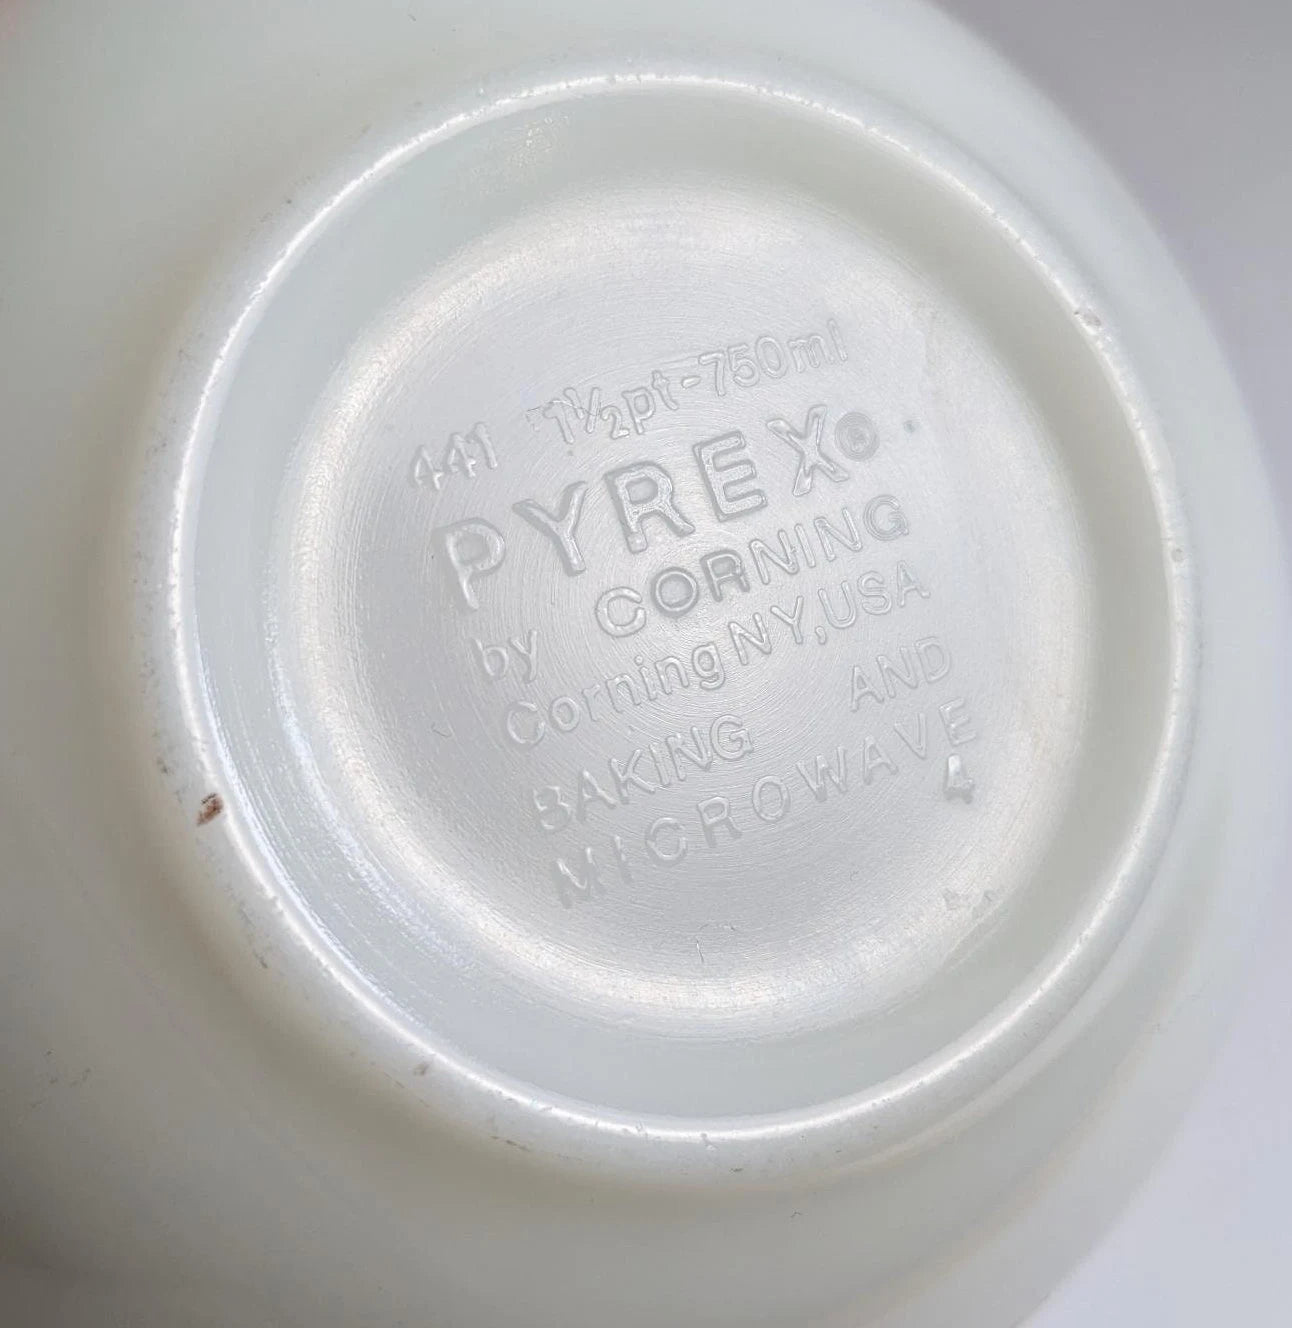 441 1½pt-750ml
PYREX®
by CORNING
Corning NY, USA
BAKING AND
MICROWAVE
4